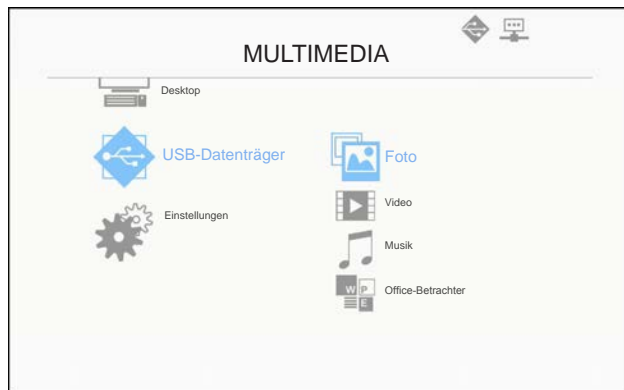 MULTIMEDIA
Desktop
USB-Datenträger
Foto
Video
Einstellungen
Musik
W P
E
Office-Betrachter